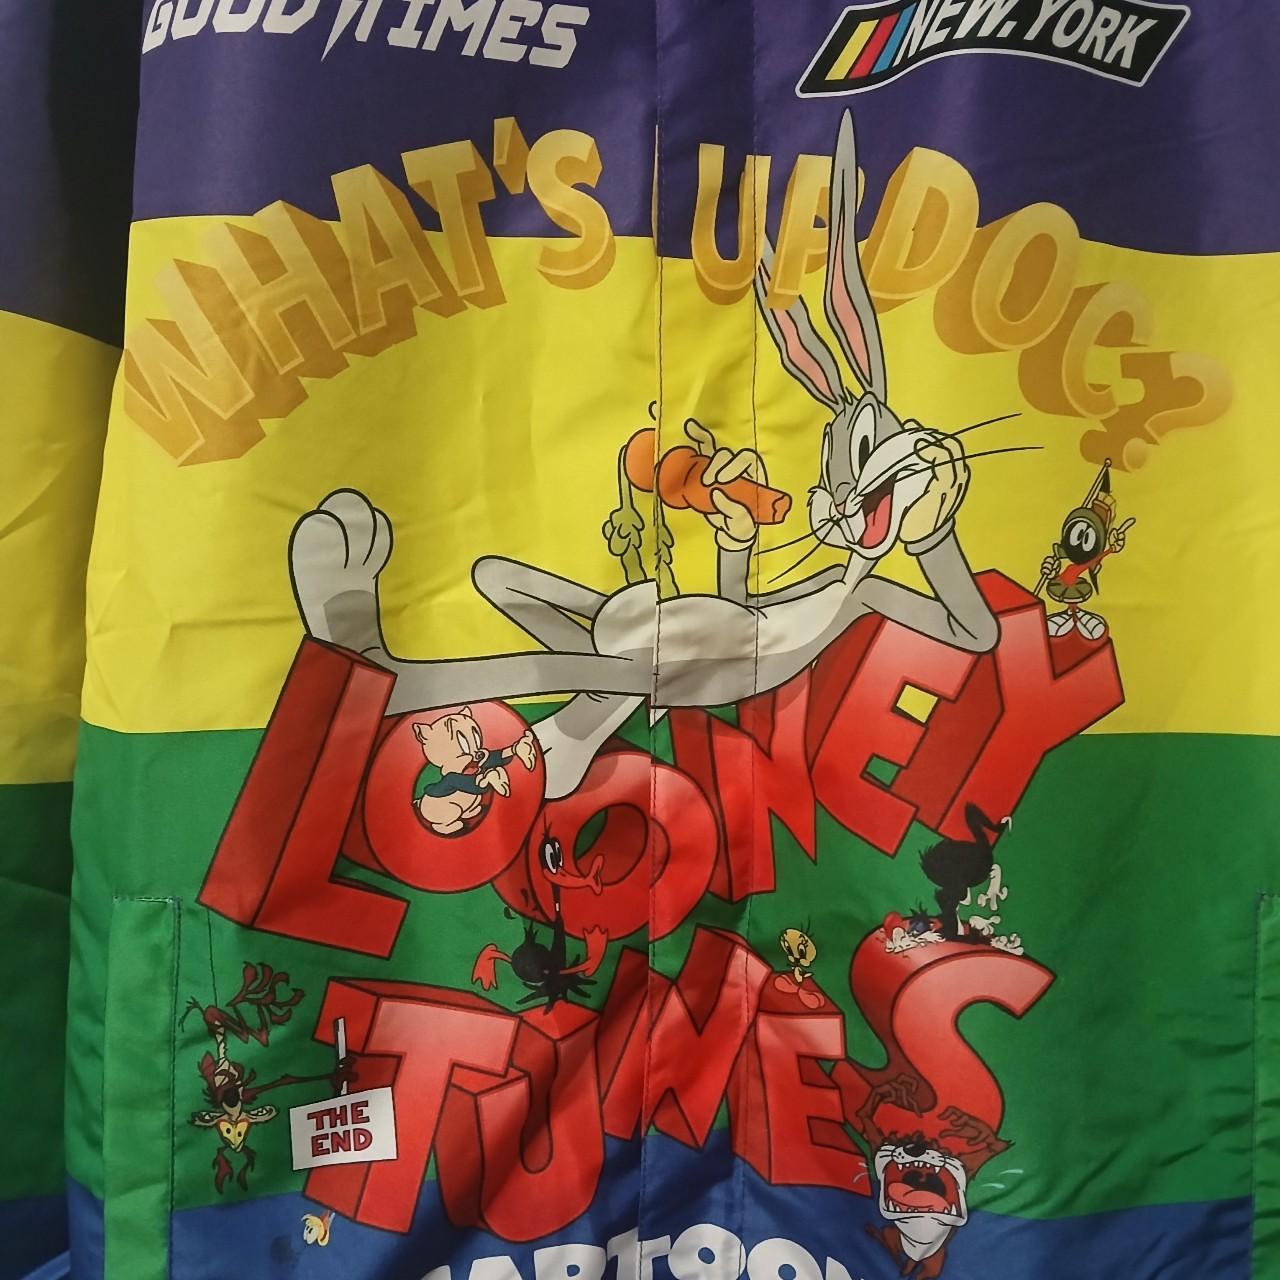 GOOD TIMES
NEW.YORK
WHAT'S UP DOC?
LOONEY
TUNES
THE
END